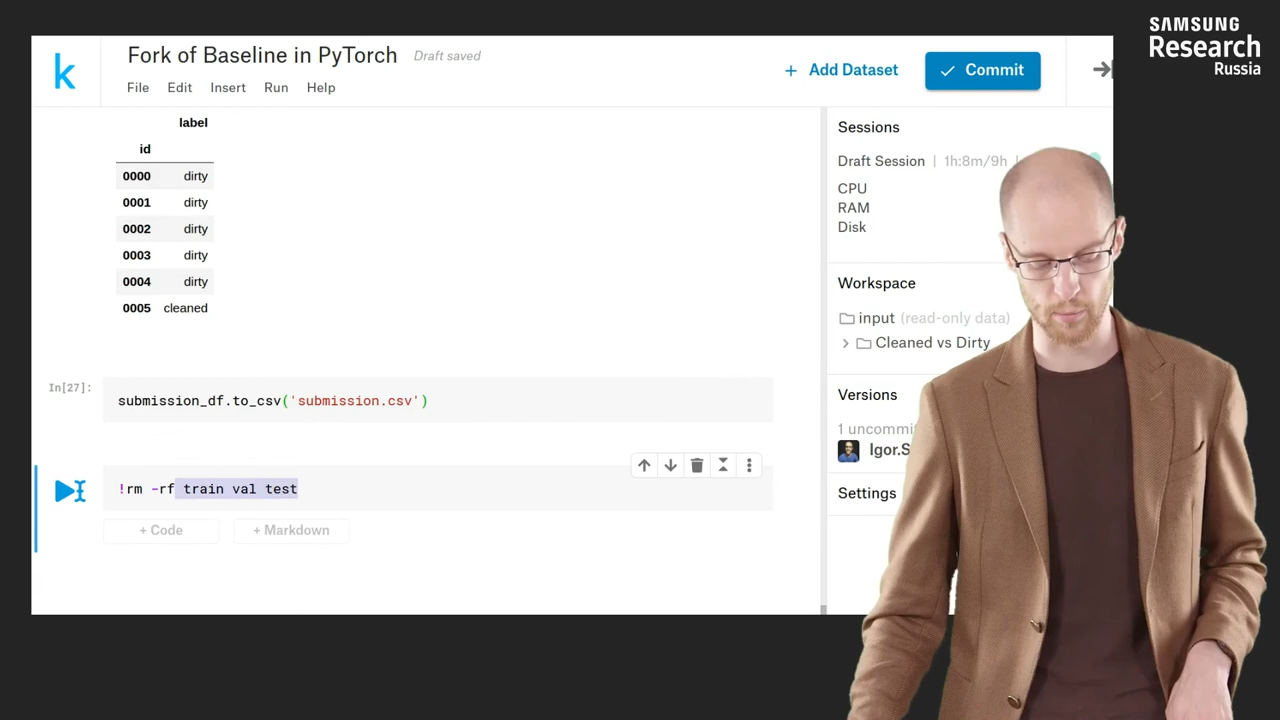 SAMSUNG
Research
Russia
Fork of Baseline in PyTorch Draft saved
File Edit Insert Run Help
+ Add Dataset
Commit
label
id
0000 dirty
0001 dirty
0002 dirty
0003 dirty
0004 dirty
0005 cleaned
In[27]:
submission_df.to_csv('submission.csv')
!rm -rf train val test
+ Code + Markdown
Sessions
Draft Session | 1h:8m/9h
CPU
RAM
Disk
Workspace
input (read-only data)
Cleaned vs Dirty
Versions
1 uncommi
Igor.S
Settings